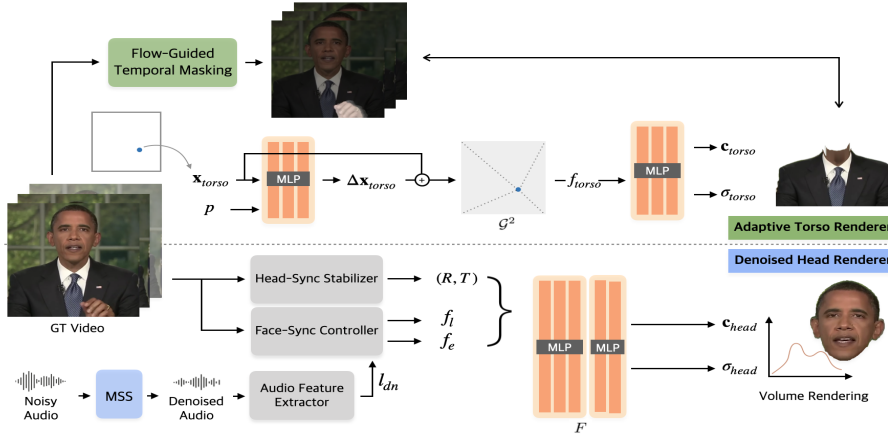 Flow-Guided
Temporal Masking
x_torso
MLP
Δx_torso
+
p
𝒢²
f_torso
MLP
c_torso
σ_torso
Adaptive Torso Renderer
Denoised Head Renderer
GT Video
Head-Sync Stabilizer
(R, T)
Face-Sync Controller
f_l
f_e
l_dn
Noisy
Audio
MSS
Denoised
Audio
Audio Feature
Extractor
MLP
MLP
F
c_head
σ_head
Volume Rendering